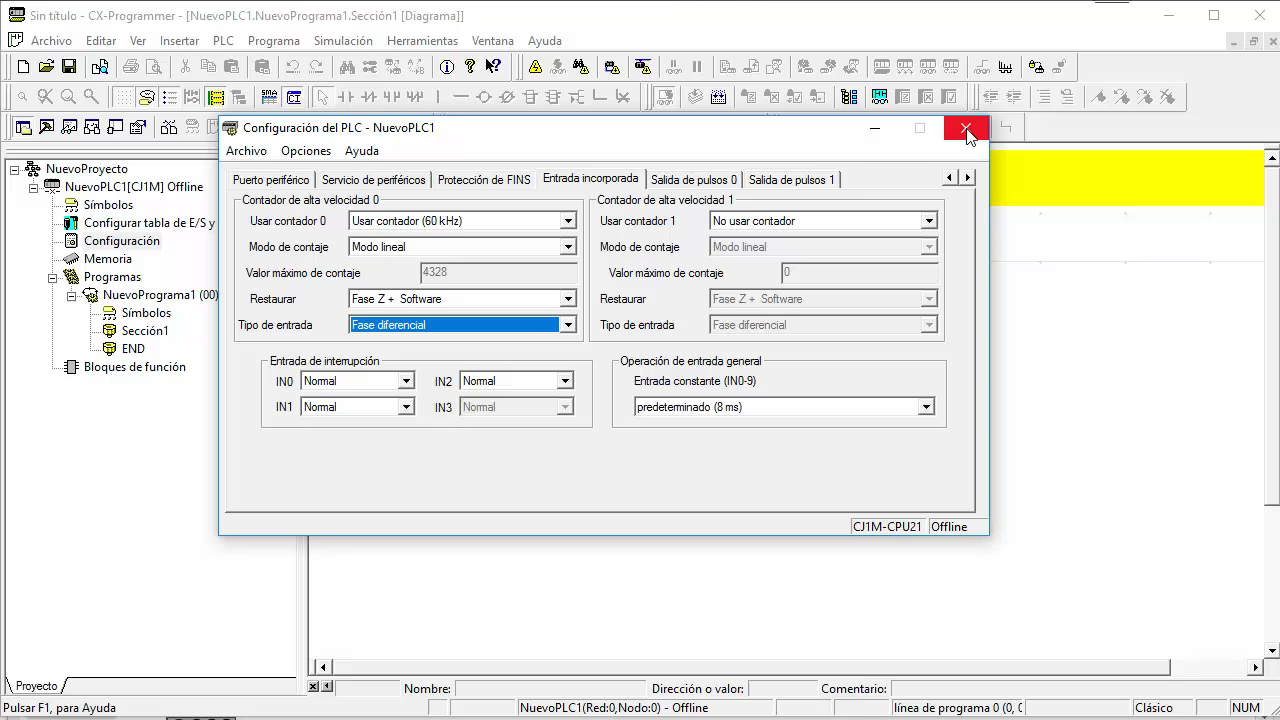 Sin título - CX-Programmer - [NuevoPLC1.NuevoPrograma1.Sección1 [Diagrama]]
Archivo Editar Ver Insertar PLC Programa Simulación Herramientas Ventana Ayuda
Configuración del PLC - NuevoPLC1
Archivo Opciones Ayuda
Puerto periférico Servicio de periféricos Protección de FINS Entrada incorporada Salida de pulsos 0 Salida de pulsos 1
NuevoProyecto
NuevoPLC1[CJ1M] Offline
Símbolos
Configurar tabla de E/S y
Configuración
Memoria
Programas
NuevoPrograma1 (00)
Símbolos
Sección1
END
Bloques de función
Contador de alta velocidad 0
Usar contador 0 Usar contador (60 kHz)
Modo de contaje Modo lineal
Valor máximo de contaje 4328
Restaurar Fase Z + Software
Tipo de entrada Fase diferencial
Contador de alta velocidad 1
Usar contador 1 No usar contador
Modo de contaje Modo lineal
Valor máximo de contaje 0
Restaurar Fase Z + Software
Tipo de entrada Fase diferencial
Entrada de interrupción
IN0 Normal IN2 Normal
IN1 Normal IN3 Normal
Operación de entrada general
Entrada constante (IN0-9)
predeterminado (8 ms)
CJ1M-CPU21 Offline
Proyecto
Nombre: Dirección o valor: Comentario:
Pulsar F1, para Ayuda NuevoPLC1(Red:0,Nodo:0) - Offline línea de programa 0 (0, Clásico NUM